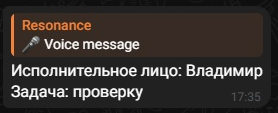 Resonance
🎤 Voice message
Исполнительное лицо: Владимир
Задача: проверку
17:35